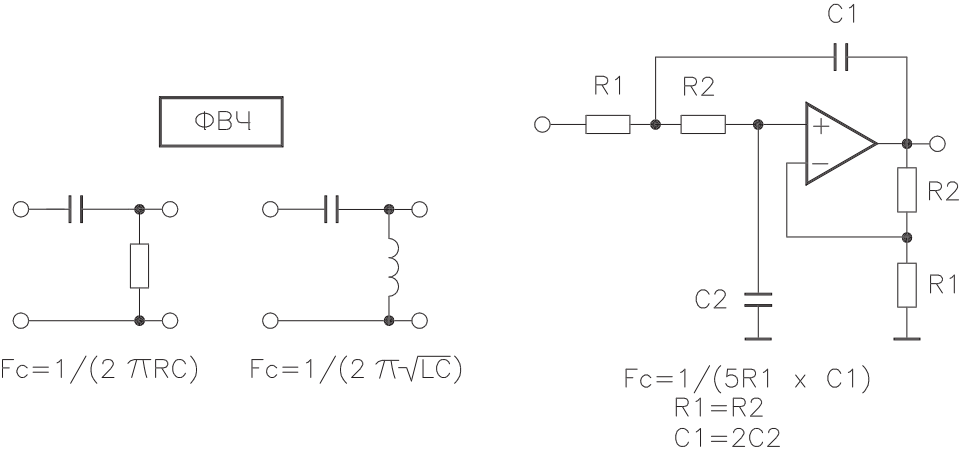 ФВЧ
Fc=1/(2 πRC)
Fc=1/(2 π√LC)
C1
R1
R2
+
−
R2
R1
C2
Fc=1/(5R1 x C1)
R1=R2
C1=2C2